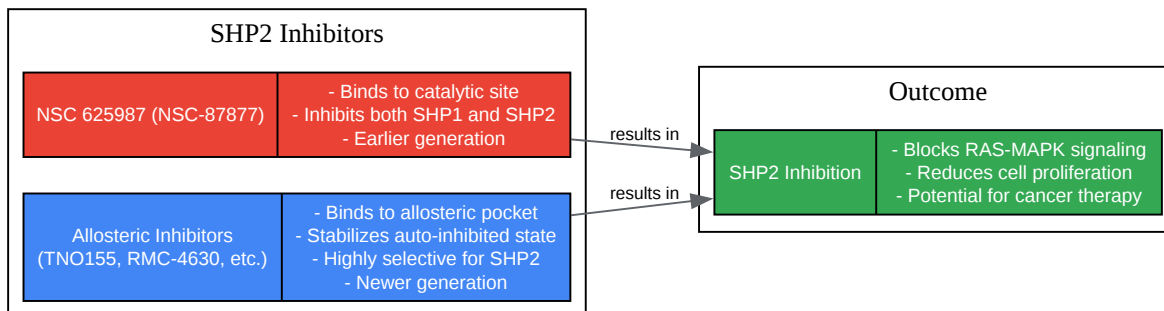 SHP2 Inhibitors
NSC 625987 (NSC-87877)
- Binds to catalytic site
- Inhibits both SHP1 and SHP2
- Earlier generation
Allosteric Inhibitors
(TNO155, RMC-4630, etc.)
- Binds to allosteric pocket
- Stabilizes auto-inhibited state
- Highly selective for SHP2
- Newer generation
results in
results in
Outcome
SHP2 Inhibition
- Blocks RAS-MAPK signaling
- Reduces cell proliferation
- Potential for cancer therapy